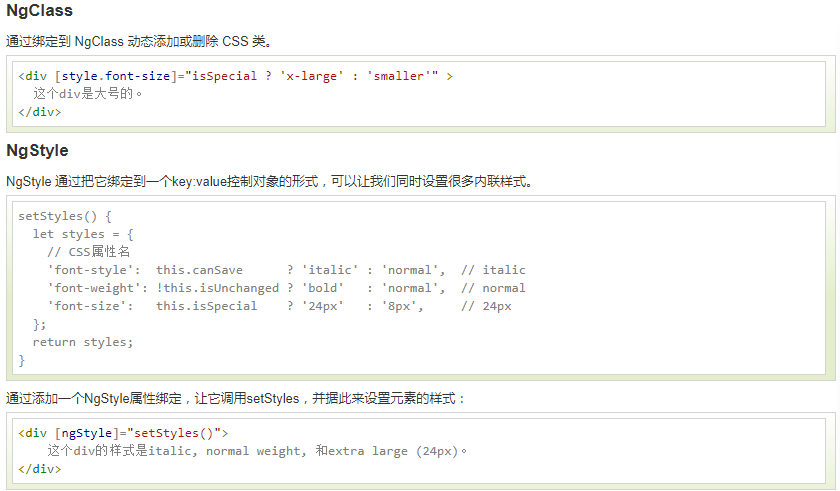 NgClass
通过绑定到 NgClass 动态添加或删除 CSS 类。
<div [style.font-size]="isSpecial ? 'x-large' : 'smaller'" >
  这个div是大号的。
</div>
NgStyle
NgStyle 通过把它绑定到一个key:value控制对象的形式，可以让我们同时设置很多内联样式。
setStyles() {
  let styles = {
    // CSS属性名
    'font-style':  this.canSave      ? 'italic' : 'normal',  // italic
    'font-weight': !this.isUnchanged ? 'bold'   : 'normal',  // normal
    'font-size':   this.isSpecial    ? '24px'   : '8px',     // 24px
  };
  return styles;
}
通过添加一个NgStyle属性绑定，让它调用setStyles，并据此来设置元素的样式：
<div [ngStyle]="setStyles()">
    这个div的样式是italic, normal weight, 和extra large (24px)。
</div>